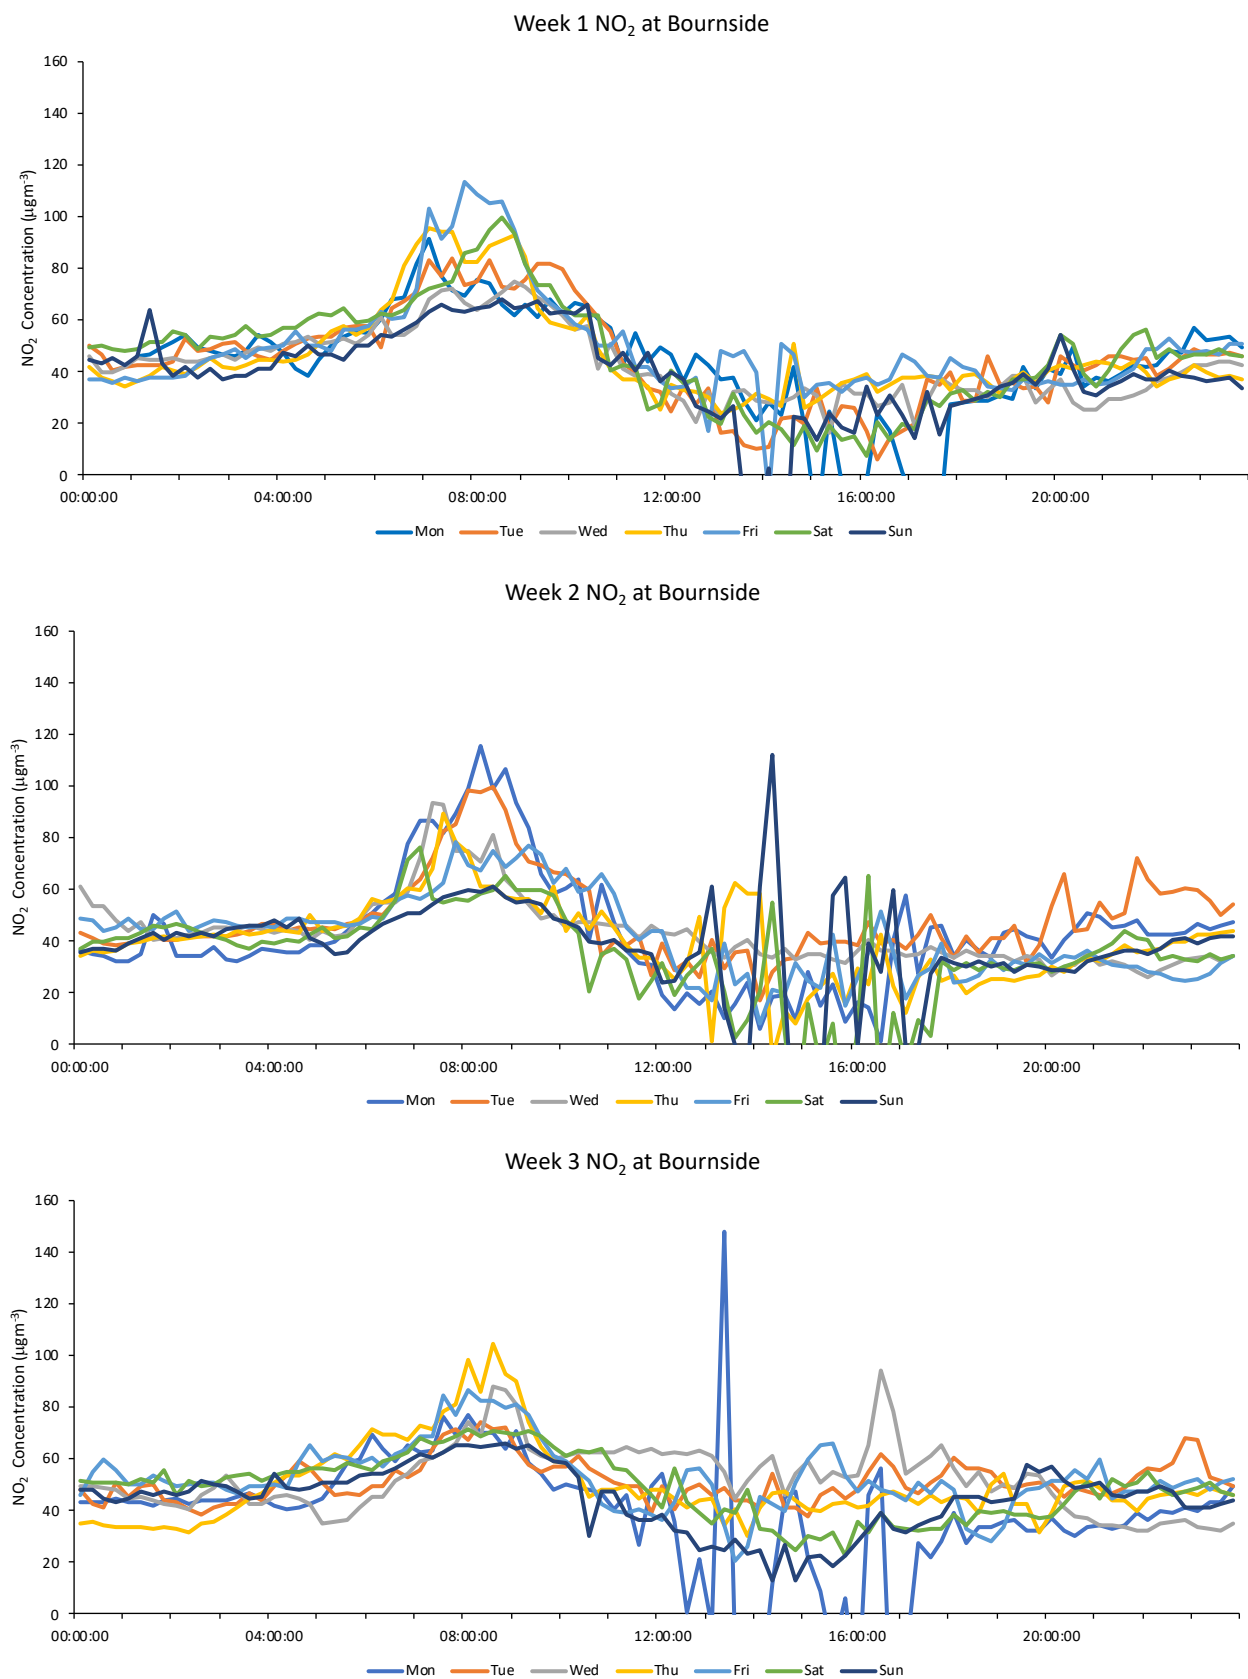 Week 1 NO₂ at Bournside
160
140
120
100
80
60
40
20
0
NO₂ Concentration (µgm⁻³)
00:00:00 04:00:00 08:00:00 12:00:00 16:00:00 20:00:00
Mon Tue Wed Thu Fri Sat Sun
Week 2 NO₂ at Bournside
160
140
120
100
80
60
40
20
0
NO₂ Concentration (µgm⁻³)
00:00:00 04:00:00 08:00:00 12:00:00 16:00:00 20:00:00
Mon Tue Wed Thu Fri Sat Sun
Week 3 NO₂ at Bournside
160
140
120
100
80
60
40
20
0
NO₂ Concentration (µgm⁻³)
00:00:00 04:00:00 08:00:00 12:00:00 16:00:00 20:00:00
Mon Tue Wed Thu Fri Sat Sun